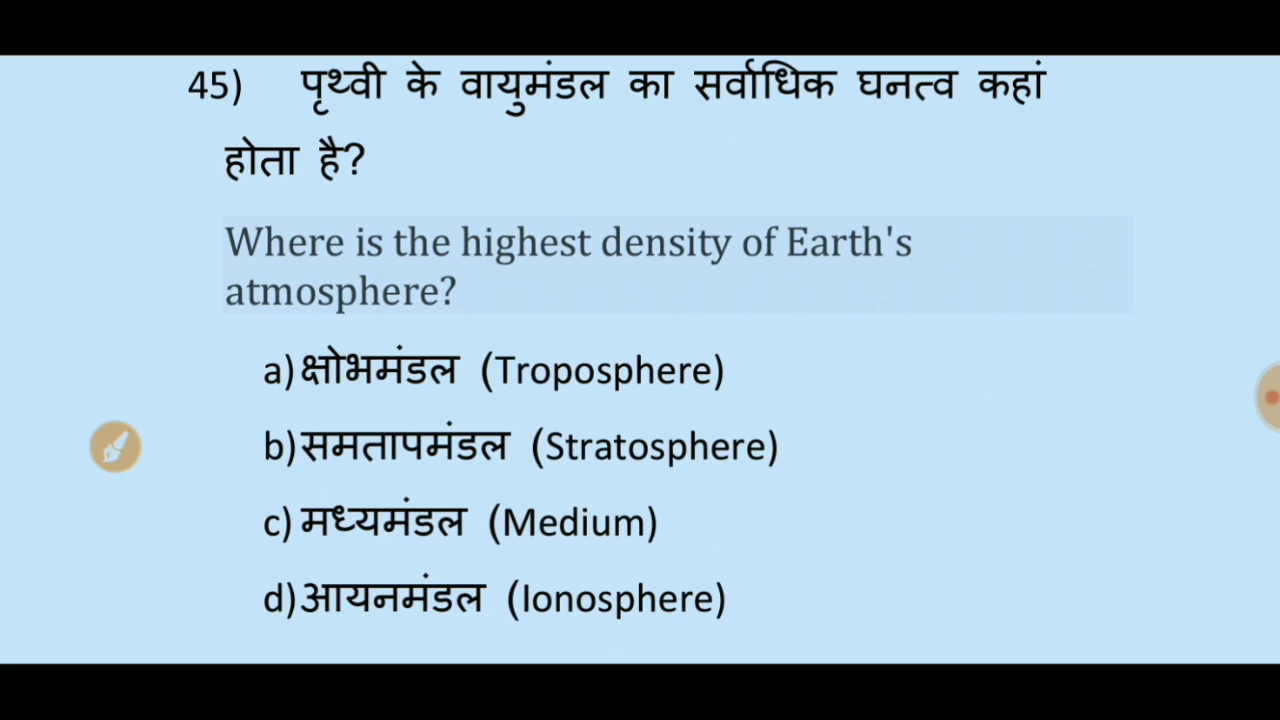 45) पृथ्वी के वायुमंडल का सर्वाधिक घनत्व कहां
होता है?
Where is the highest density of Earth's
atmosphere?
a) क्षोभमंडल (Troposphere)
b) समतापमंडल (Stratosphere)
c) मध्यमंडल (Medium)
d) आयनमंडल (Ionosphere)